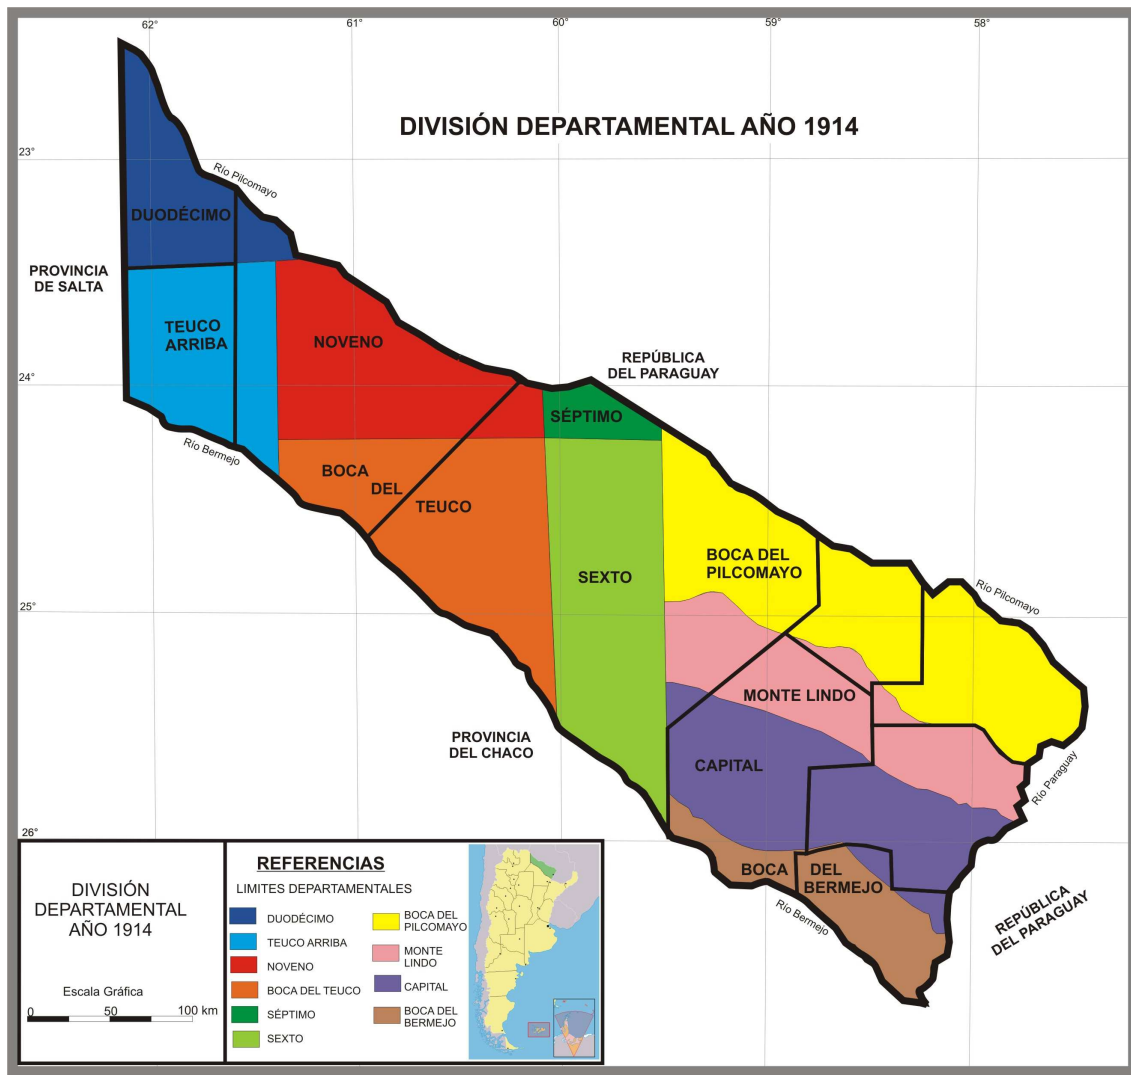 62°
61°
60°
59°
58°
DIVISIÓN DEPARTAMENTAL AÑO 1914
23°
Río Pilcomayo
DUODÉCIMO
PROVINCIA
DE SALTA
TEUCO
ARRIBA
NOVENO
REPÚBLICA
DEL PARAGUAY
24°
SÉPTIMO
Río Bermejo
BOCA
DEL
TEUCO
SEXTO
BOCA DEL
PILCOMAYO
Río Pilcomayo
25°
MONTE LINDO
PROVINCIA
DEL CHACO
CAPITAL
Río Paraguay
26°
BOCA
DEL
BERMEJO
Río Bermejo
REPÚBLICA
DEL PARAGUAY
DIVISIÓN
DEPARTAMENTAL
AÑO 1914
Escala Gráfica
0 50 100 km
REFERENCIAS
LIMITES DEPARTAMENTALES
DUODÉCIMO
TEUCO ARRIBA
NOVENO
BOCA DEL TEUCO
SÉPTIMO
SEXTO
BOCA DEL
PILCOMAYO
MONTE
LINDO
CAPITAL
BOCA DEL
BERMEJO